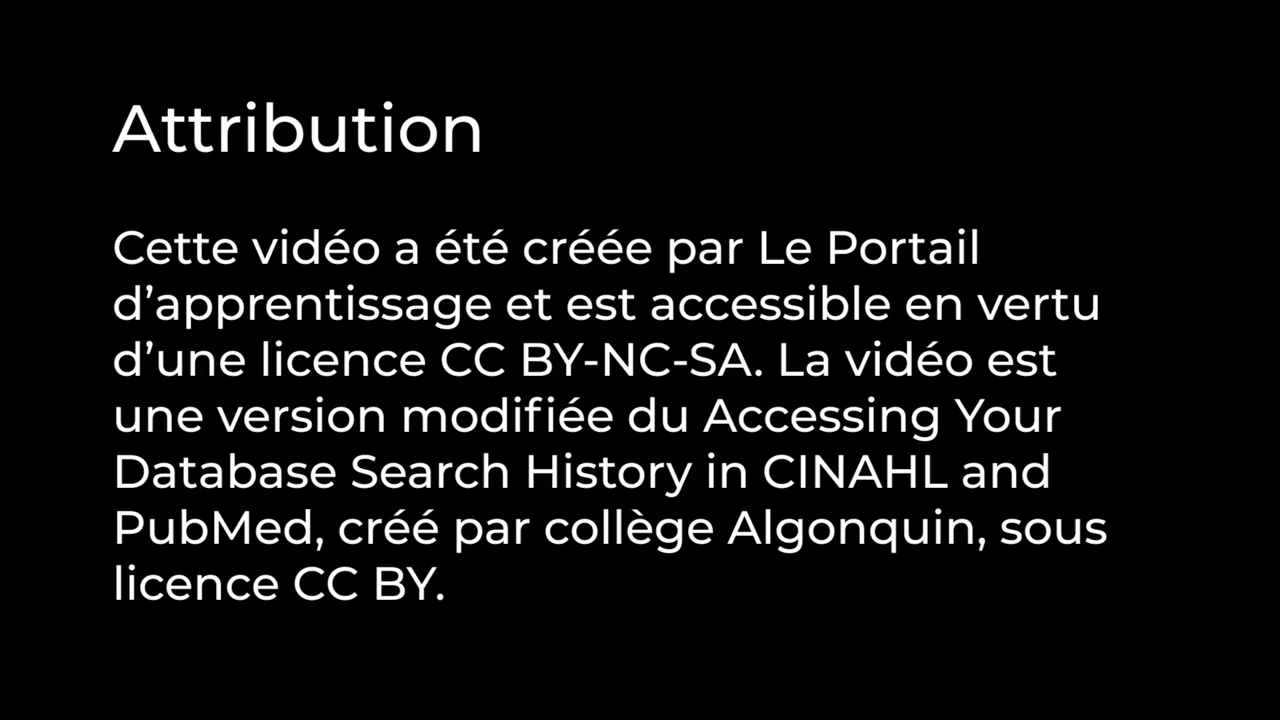 Attribution
Cette vidéo a été créée par Le Portail
d’apprentissage et est accessible en vertu
d’une licence CC BY-NC-SA. La vidéo est
une version modifiée du Accessing Your
Database Search History in CINAHL and
PubMed, créé par collège Algonquin, sous
licence CC BY.